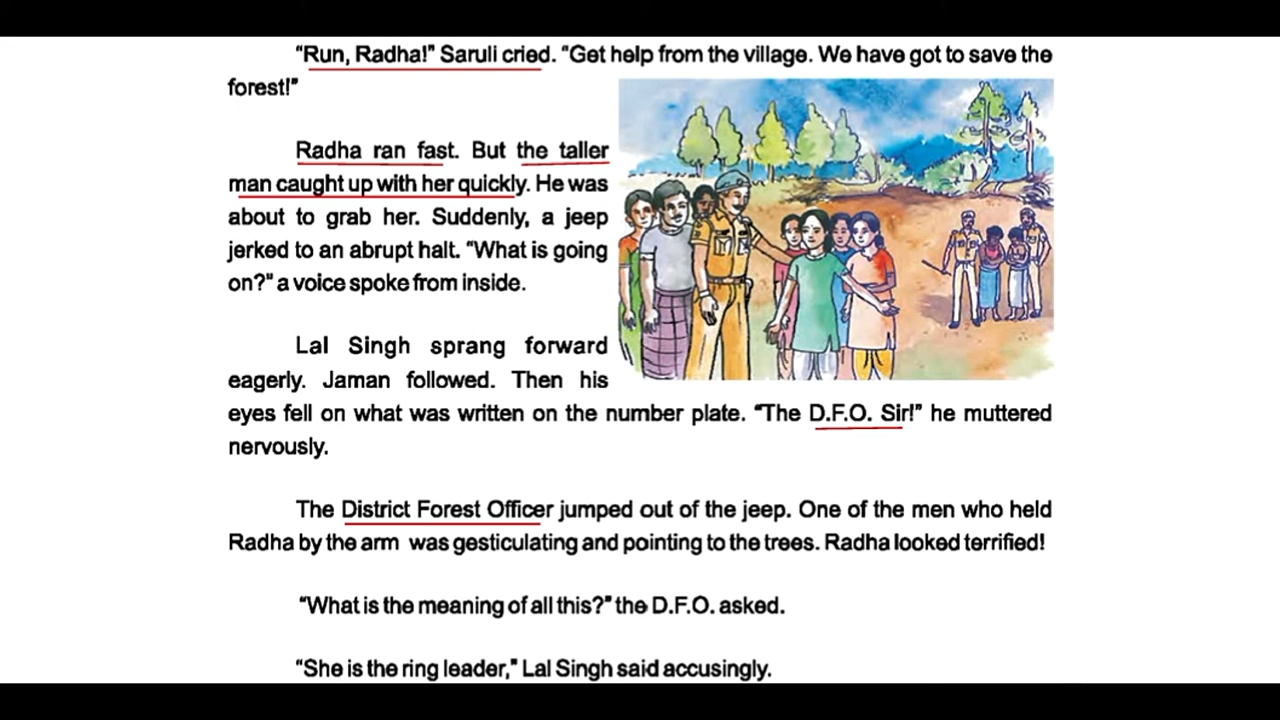 “Run, Radha!” Saruli cried. “Get help from the village. We have got to save the
forest!”
Radha ran fast. But the taller
man caught up with her quickly. He was
about to grab her. Suddenly, a jeep
jerked to an abrupt halt. “What is going
on?” a voice spoke from inside.
Lal Singh sprang forward
eagerly. Jaman followed. Then his
eyes fell on what was written on the number plate. “The D.F.O. Sir!” he muttered
nervously.
The District Forest Officer jumped out of the jeep. One of the men who held
Radha by the arm was gesticulating and pointing to the trees. Radha looked terrified!
“What is the meaning of all this?” the D.F.O. asked.
“She is the ring leader,” Lal Singh said accusingly.